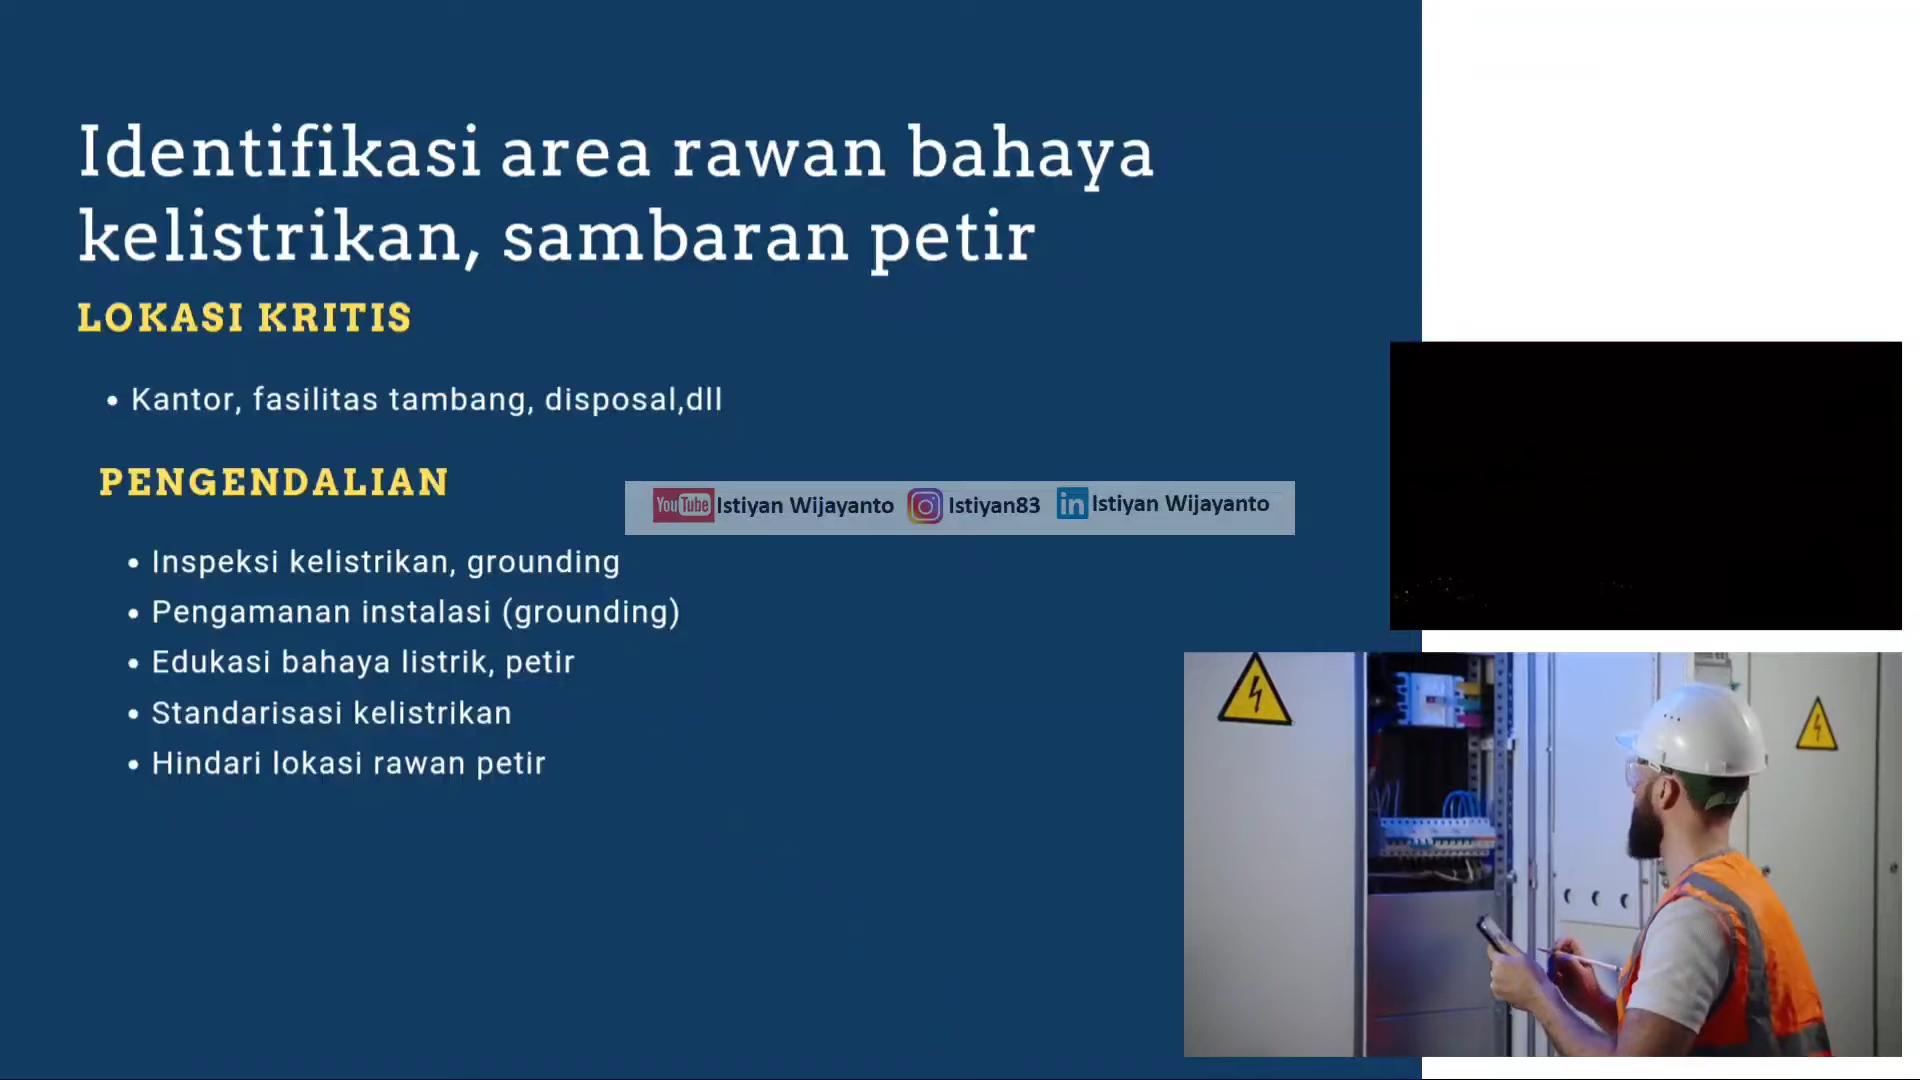 Identifikasi area rawan bahaya
kelistrikan, sambaran petir
LOKASI KRITIS
• Kantor, fasilitas tambang, disposal,dll
PENGENDALIAN
YouTube Istiyan Wijayanto Istiyan83 in Istiyan Wijayanto
• Inspeksi kelistrikan, grounding
• Pengamanan instalasi (grounding)
• Edukasi bahaya listrik, petir
• Standarisasi kelistrikan
• Hindari lokasi rawan petir